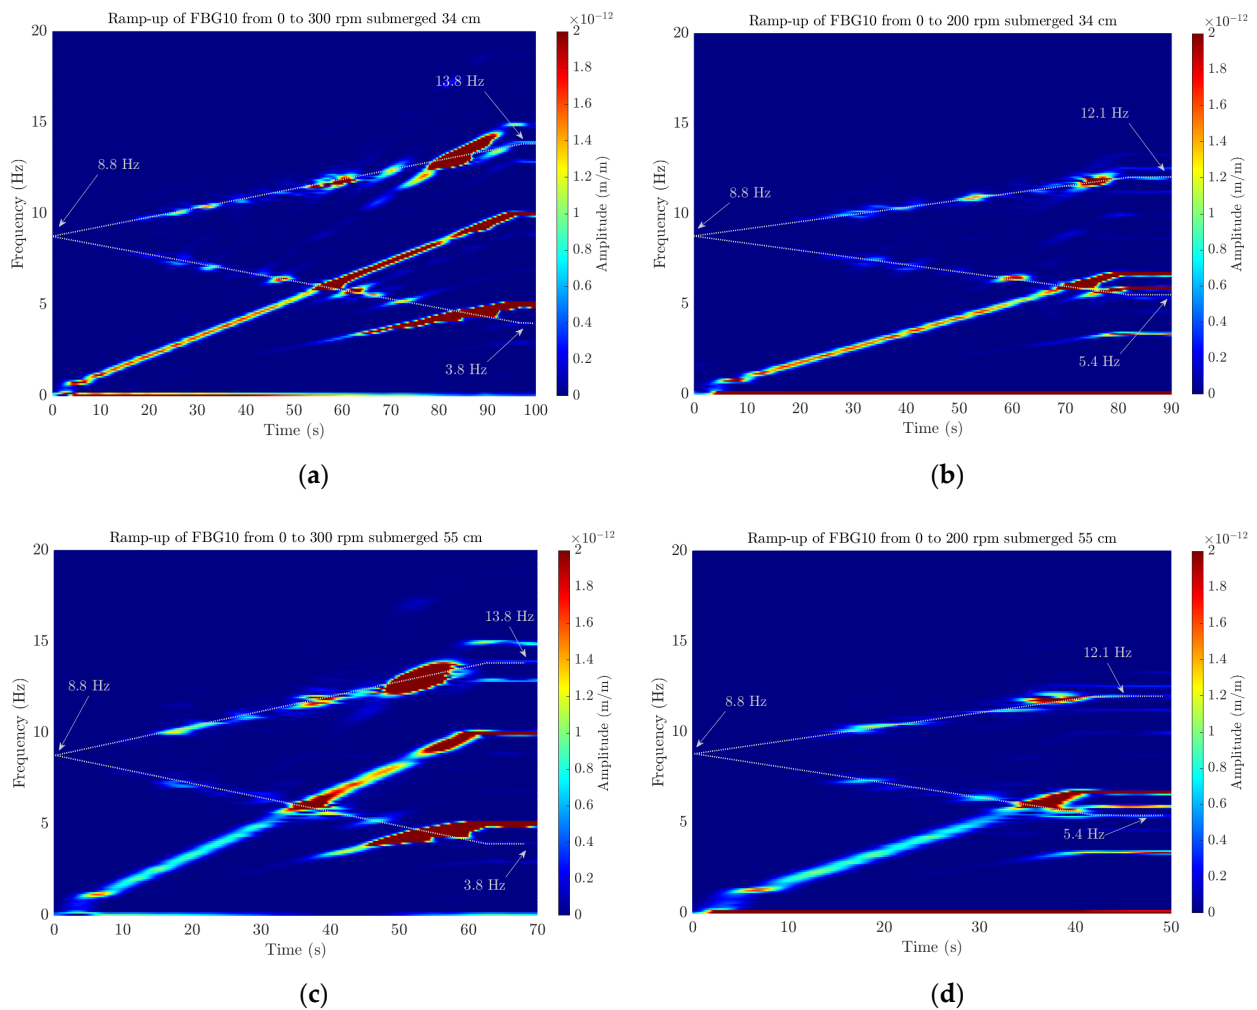 Ramp-up of FBG10 from 0 to 300 rpm submerged 34 cm
×10⁻¹²
20
15
10
5
0
Frequency (Hz)
13.8 Hz
8.8 Hz
3.8 Hz
0 10 20 30 40 50 60 70 80 90 100
Time (s)
2
1.8
1.6
1.4
1.2
1
0.8
0.6
0.4
0.2
0
Amplitude (m/m)
(a)
Ramp-up of FBG10 from 0 to 200 rpm submerged 34 cm
×10⁻¹²
20
15
10
5
0
Frequency (Hz)
12.1 Hz
8.8 Hz
5.4 Hz
0 10 20 30 40 50 60 70 80 90
Time (s)
2
1.8
1.6
1.4
1.2
1
0.8
0.6
0.4
0.2
0
Amplitude (m/m)
(b)
Ramp-up of FBG10 from 0 to 300 rpm submerged 55 cm
×10⁻¹²
20
15
10
5
0
Frequency (Hz)
13.8 Hz
8.8 Hz
3.8 Hz
0 10 20 30 40 50 60 70
Time (s)
2
1.8
1.6
1.4
1.2
1
0.8
0.6
0.4
0.2
0
Amplitude (m/m)
(c)
Ramp-up of FBG10 from 0 to 200 rpm submerged 55 cm
×10⁻¹²
20
15
10
5
0
Frequency (Hz)
12.1 Hz
8.8 Hz
5.4 Hz
0 10 20 30 40 50
Time (s)
2
1.8
1.6
1.4
1.2
1
0.8
0.6
0.4
0.2
0
Amplitude (m/m)
(d)